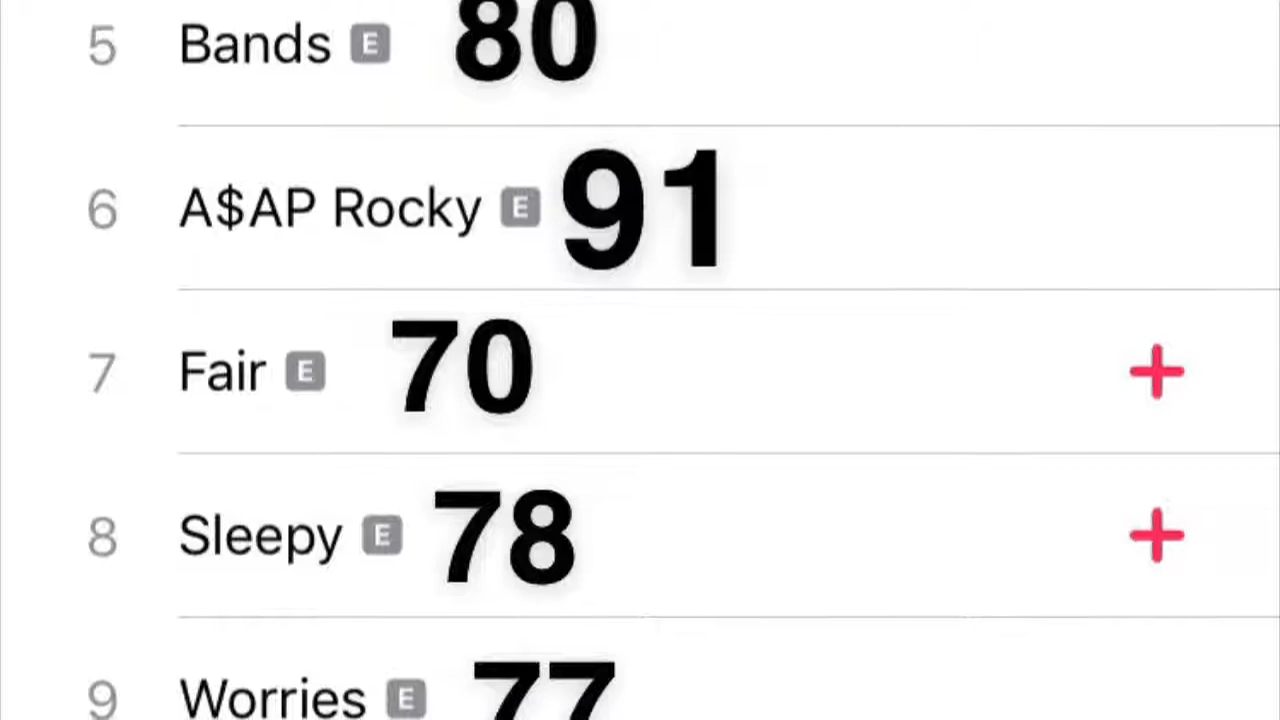 5 Bands E 80
6 A$AP Rocky E 91
7 Fair E 70 +
8 Sleepy E 78 +
9 Worries E 77